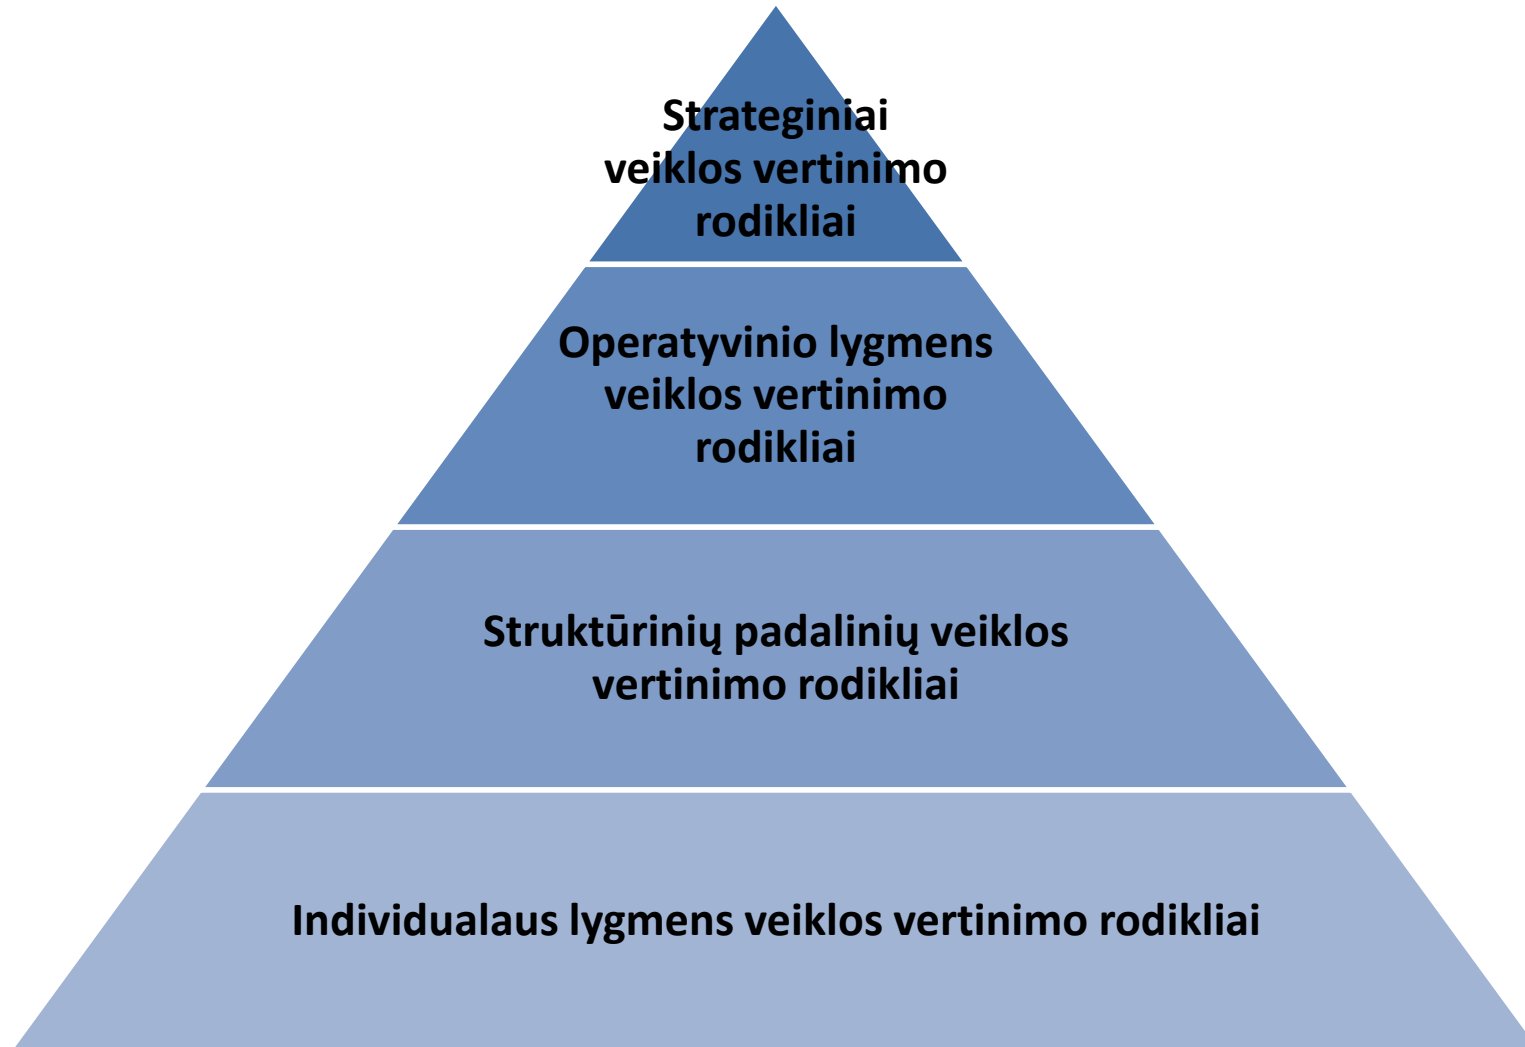 Strateginiai
veiklos vertinimo
rodikliai
Operatyvinio lygmens
veiklos vertinimo
rodikliai
Struktūrinių padalinių veiklos
vertinimo rodikliai
Individualaus lygmens veiklos vertinimo rodikliai